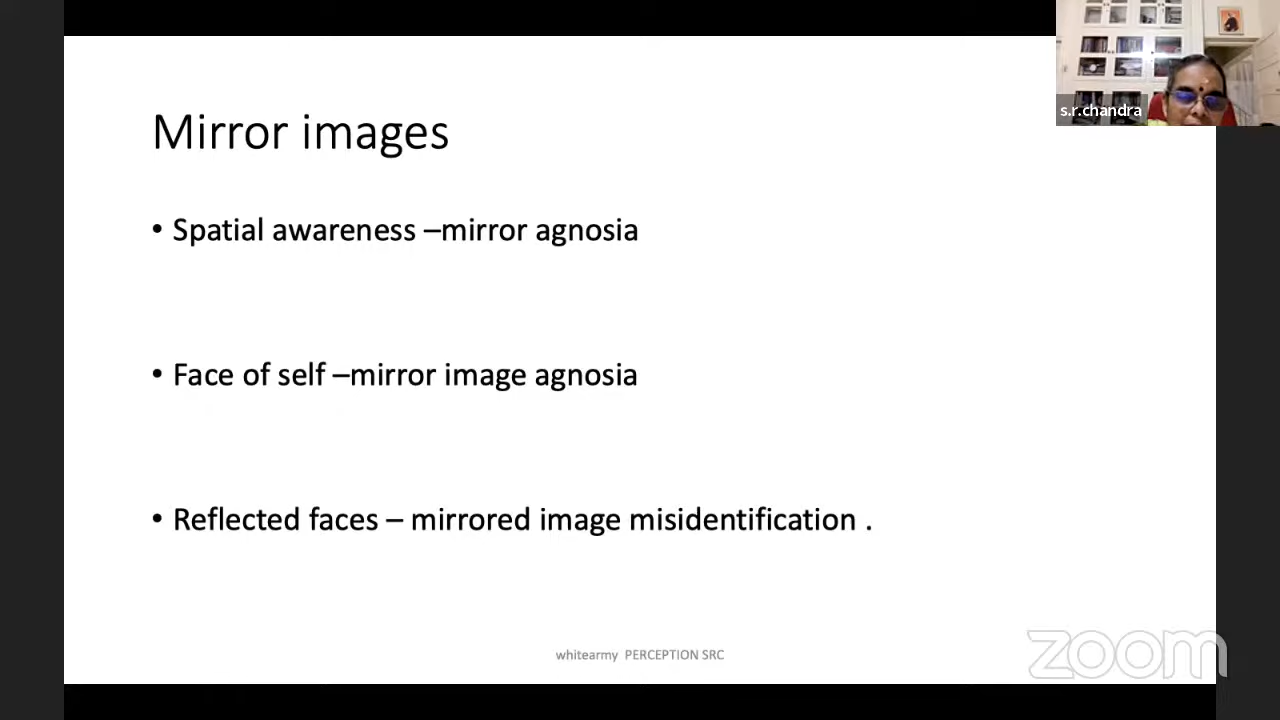 s.r.chandra
Mirror images
• Spatial awareness –mirror agnosia
• Face of self –mirror image agnosia
• Reflected faces – mirrored image misidentification .
whitearmy PERCEPTION SRC
zoom